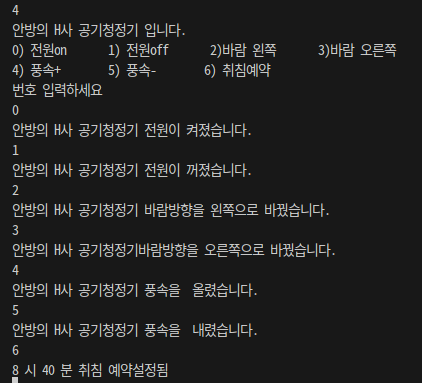 4
안방의 H사 공기청정기 입니다.
0) 전원on 1) 전원off 2)바람 왼쪽 3)바람 오른쪽
4) 풍속+ 5) 풍속- 6) 취침예약
번호 입력하세요
0
안방의 H사 공기청정기 전원이 켜졌습니다.
1
안방의 H사 공기청정기 전원이 꺼졌습니다.
2
안방의 H사 공기청정기 바람방향을 왼쪽으로 바꿨습니다.
3
안방의 H사 공기청정기바람방향을 오른쪽으로 바꿨습니다.
4
안방의 H사 공기청정기 풍속을 올렸습니다.
5
안방의 H사 공기청정기 풍속을 내렸습니다.
6
8 시 40 분 취침 예약설정됨